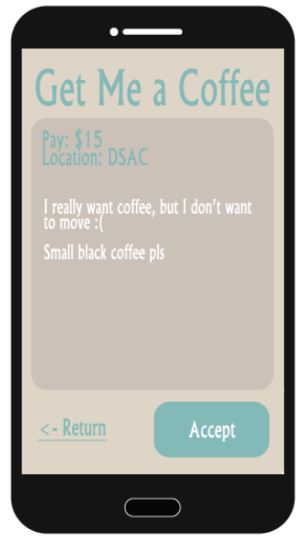 Get Me a Coffee
Pay: $15
Location: DSAC
I really want coffee, but I don't want
to move :(
Small black coffee pls
<- Return
Accept